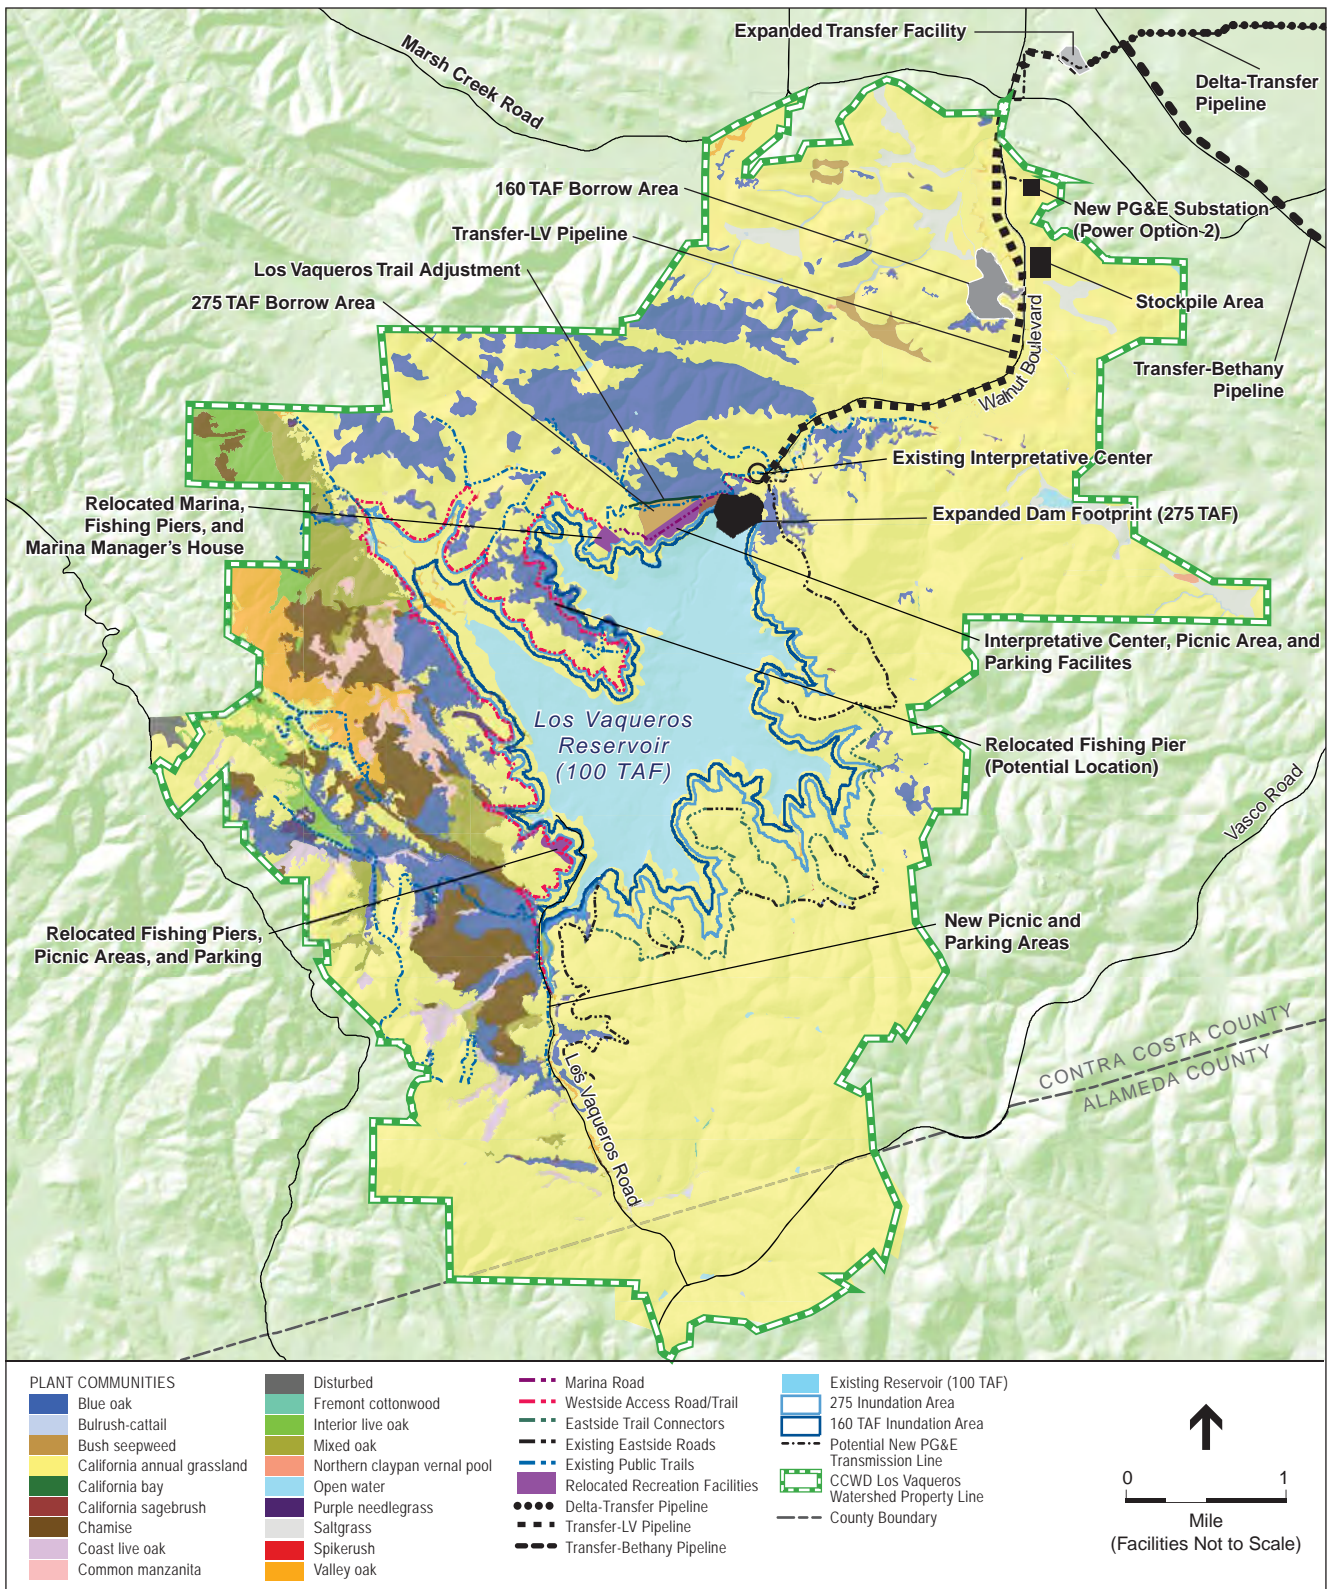 Expanded Transfer Facility
Marsh Creek Road
Delta-Transfer
Pipeline
160 TAF Borrow Area
New PG&E Substation
(Power Option 2)
Transfer-LV Pipeline
Los Vaqueros Trail Adjustment
275 TAF Borrow Area
Stockpile Area
Walnut Boulevard
Transfer-Bethany
Pipeline
Existing Interpretative Center
Relocated Marina,
Fishing Piers, and
Marina Manager's House
Expanded Dam Footprint (275 TAF)
Interpretative Center, Picnic Area, and
Parking Facilites
Los Vaqueros
Reservoir
(100 TAF)
Relocated Fishing Pier
(Potential Location)
Vasco Road
Relocated Fishing Piers,
Picnic Areas, and Parking
New Picnic and
Parking Areas
CONTRA COSTA COUNTY
ALAMEDA COUNTY
Los Vaqueros Road
PLANT COMMUNITIES
Blue oak
Bulrush-cattail
Bush seepweed
California annual grassland
California bay
California sagebrush
Chamise
Coast live oak
Common manzanita
Disturbed
Fremont cottonwood
Interior live oak
Mixed oak
Northern claypan vernal pool
Open water
Purple needlegrass
Saltgrass
Spikerush
Valley oak
Marina Road
Westside Access Road/Trail
Eastside Trail Connectors
Existing Eastside Roads
Existing Public Trails
Relocated Recreation Facilities
Delta-Transfer Pipeline
Transfer-LV Pipeline
Transfer-Bethany Pipeline
Existing Reservoir (100 TAF)
275 Inundation Area
160 TAF Inundation Area
Potential New PG&E
Transmission Line
CCWD Los Vaqueros
Watershed Property Line
County Boundary
0 1
Mile
(Facilities Not to Scale)